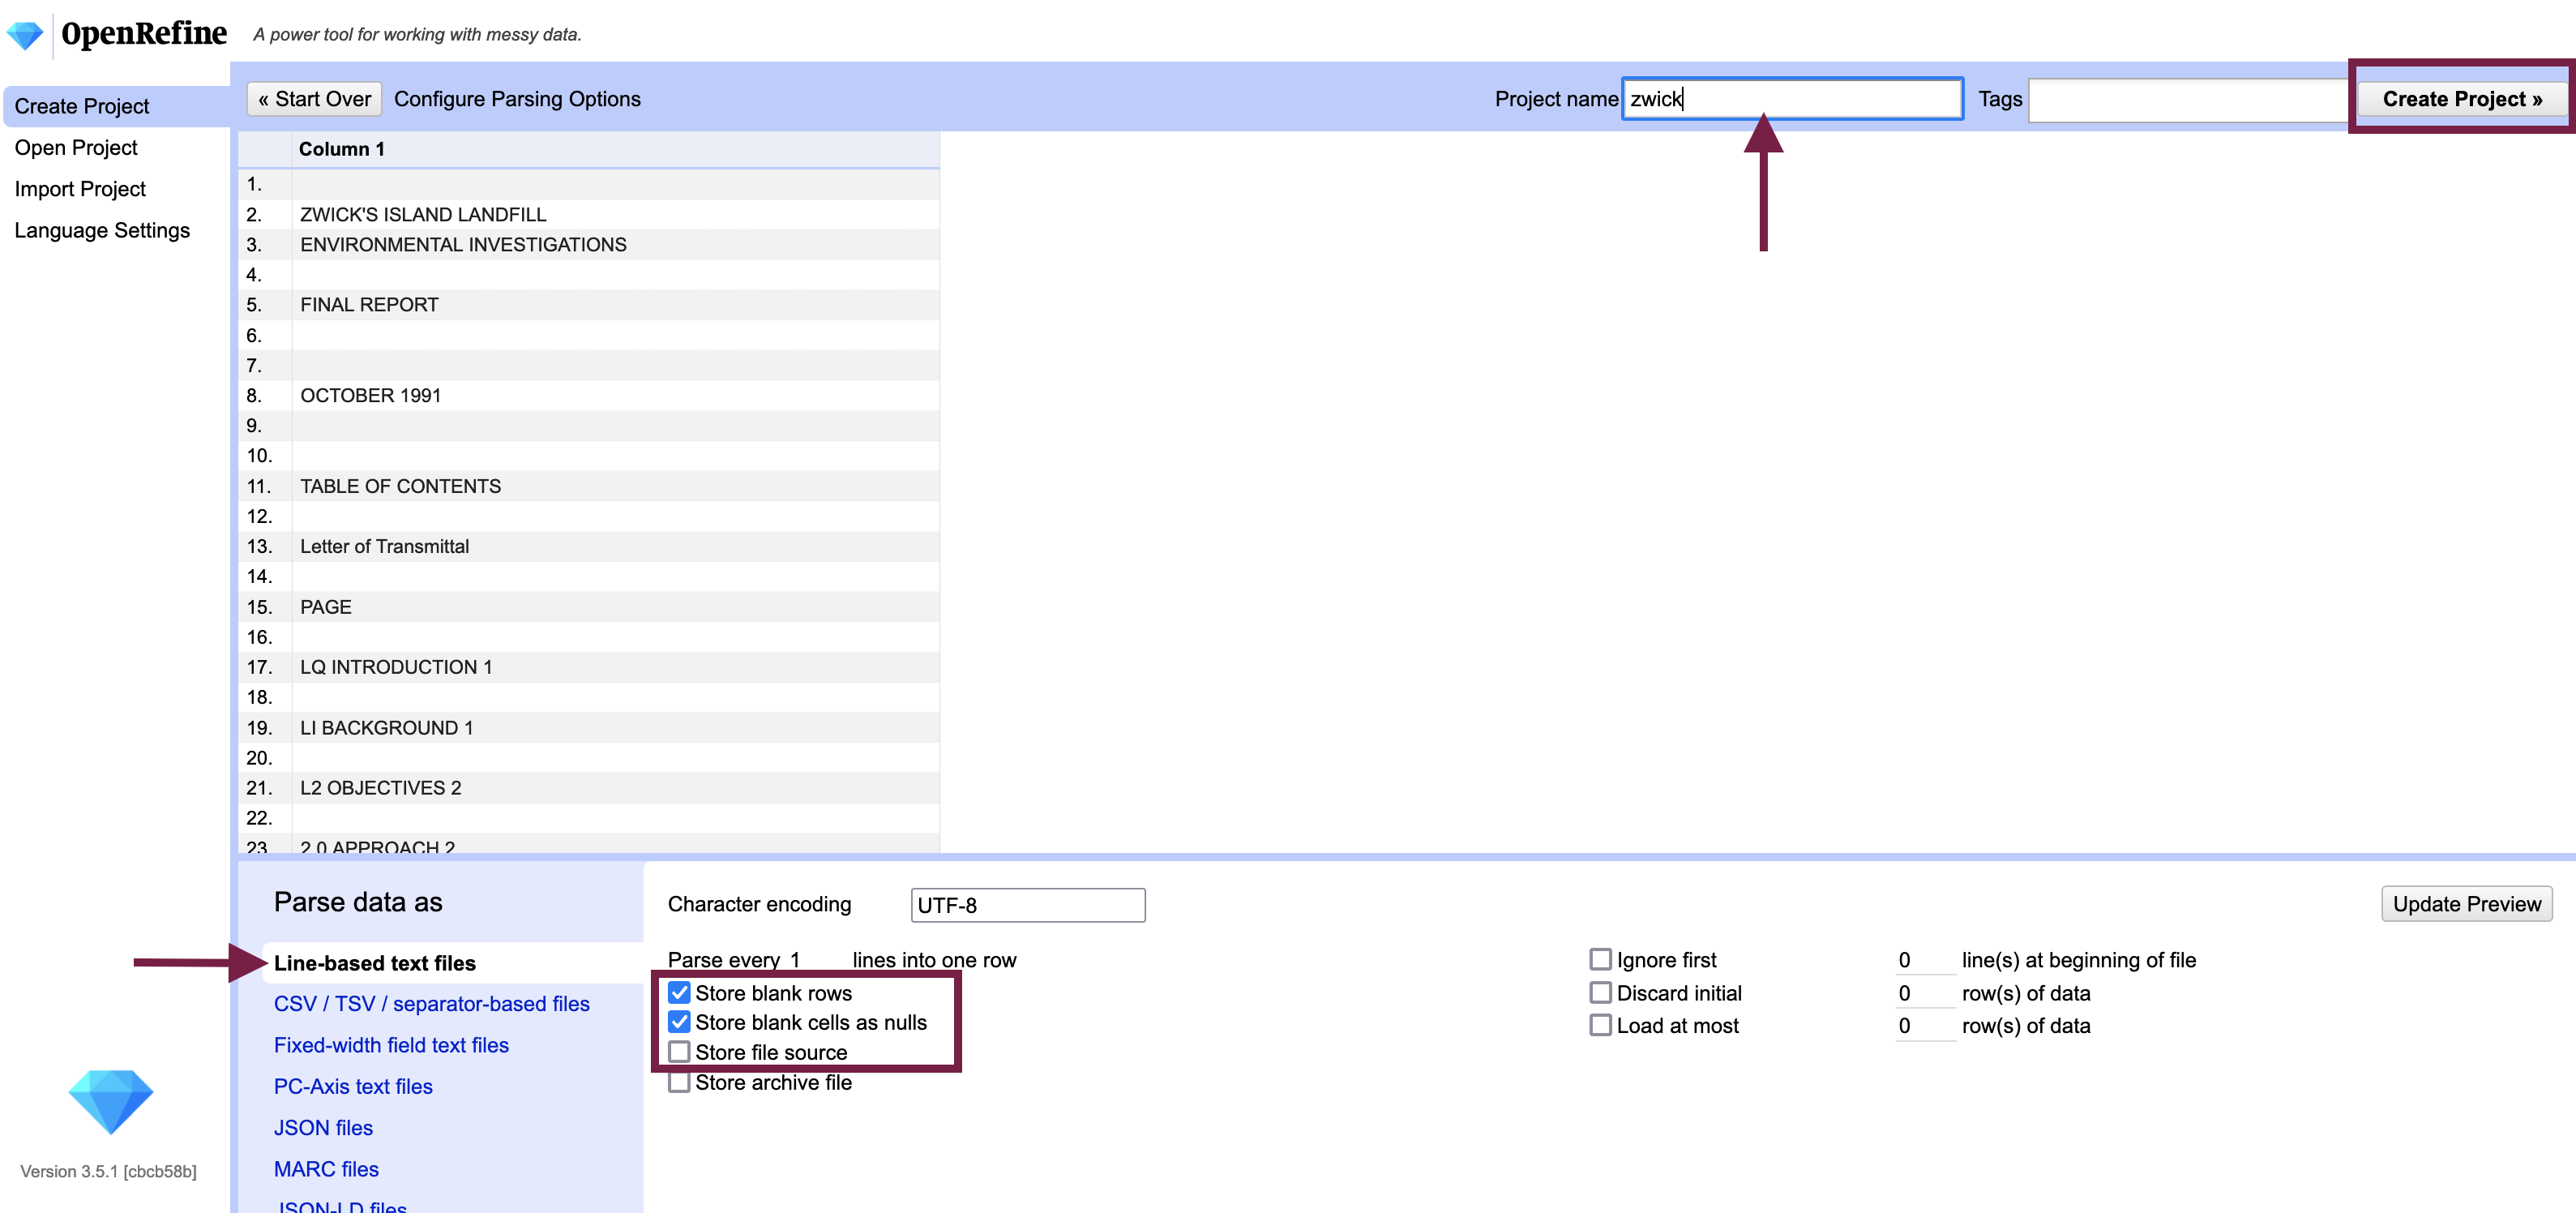 OpenRefine A power tool for working with messy data.
Create Project
Open Project
Import Project
Language Settings
« Start Over Configure Parsing Options Project name zwick Tags Create Project »
Column 1
1.
2. ZWICK'S ISLAND LANDFILL
3. ENVIRONMENTAL INVESTIGATIONS
4.
5. FINAL REPORT
6.
7.
8. OCTOBER 1991
9.
10.
11. TABLE OF CONTENTS
12.
13. Letter of Transmittal
14.
15. PAGE
16.
17. LQ INTRODUCTION 1
18.
19. LI BACKGROUND 1
20.
21. L2 OBJECTIVES 2
22.
23 2.0 APPROACH 2
Parse data as
Line-based text files
CSV / TSV / separator-based files
Fixed-width field text files
PC-Axis text files
JSON files
MARC files
JSON-LD files
Character encoding UTF-8
Update Preview
Parse every 1 lines into one row
Store blank rows
Store blank cells as nulls
Store file source
Store archive file
Ignore first 0 line(s) at beginning of file
Discard initial 0 row(s) of data
Load at most 0 row(s) of data
Version 3.5.1 [cbcb58b]